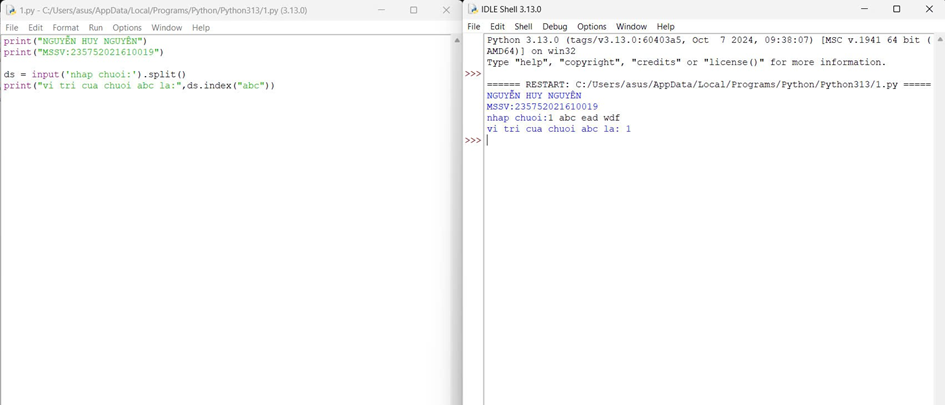 1.py - C:/Users/asus/AppData/Local/Programs/Python/Python313/1.py (3.13.0)
File Edit Format Run Options Window Help
print("NGUYỄN HUY NGUYÊN")
print("MSSV:235752021610019")
ds = input('nhap chuoi:').split()
print("vi tri cua chuoi abc la:",ds.index("abc"))
IDLE Shell 3.13.0
File Edit Shell Debug Options Window Help
Python 3.13.0 (tags/v3.13.0:60403a5, Oct 7 2024, 09:38:07) [MSC v.1941 64 bit (
AMD64)] on win32
Type "help", "copyright", "credits" or "license()" for more information.
>>>
====== RESTART: C:/Users/asus/AppData/Local/Programs/Python/Python313/1.py =====
NGUYỄN HUY NGUYÊN
MSSV:235752021610019
nhap chuoi:1 abc ead wdf
vi tri cua chuoi abc la: 1
>>>